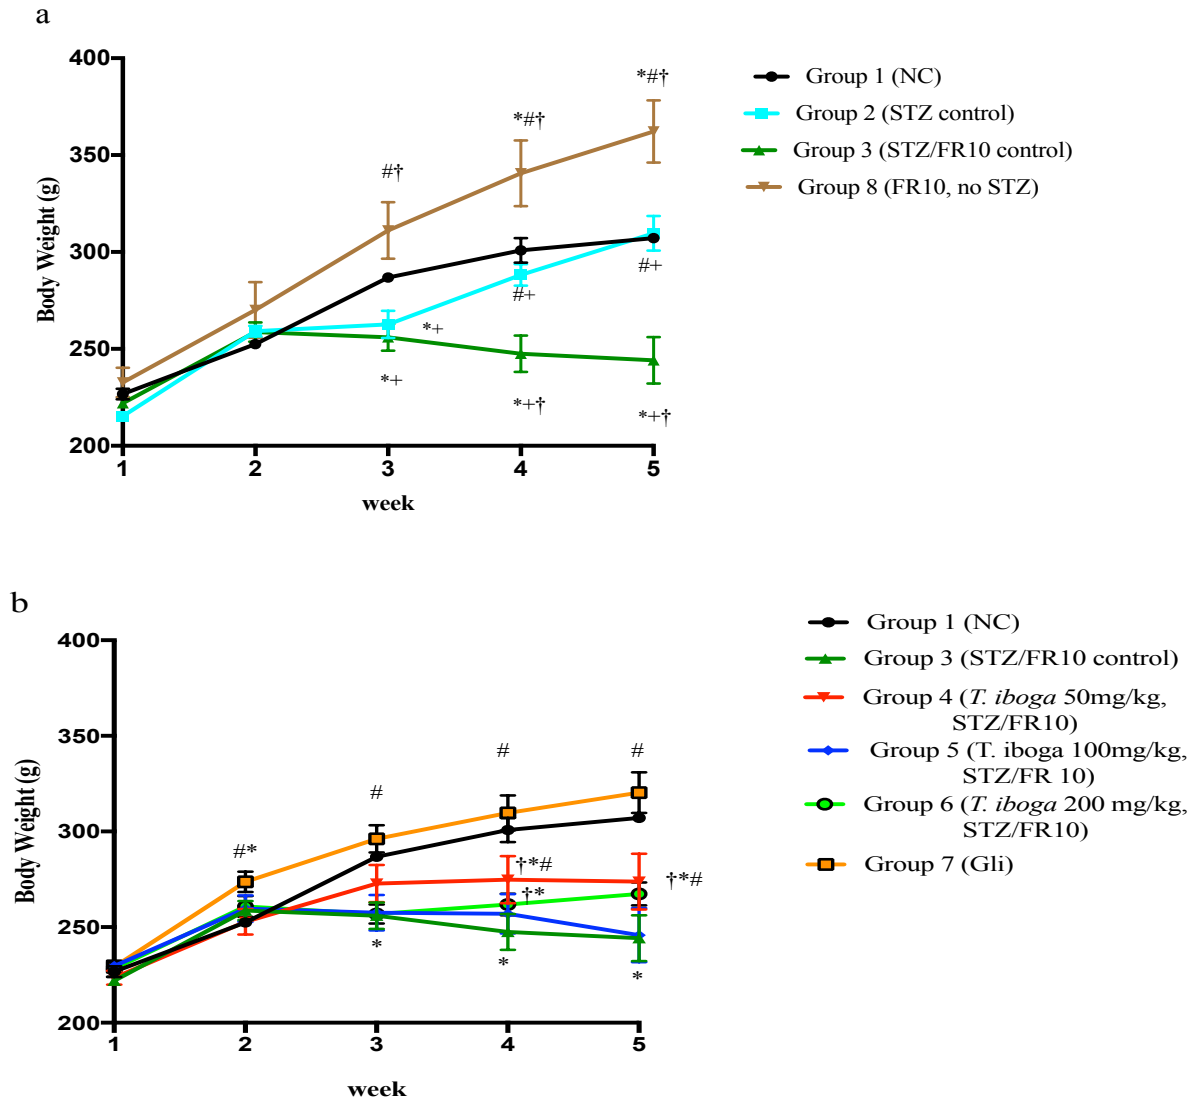 a
400
350
300
250
200
1
2
3
4
5
Body Weight (g)
week
#†
*#†
*#†
*+
#+
#+
*+
*+†
*+†
Group 1 (NC)
Group 2 (STZ control)
Group 3 (STZ/FR10 control)
Group 8 (FR10, no STZ)
b
400
350
300
250
200
1
2
3
4
5
Body Weight (g)
week
#*
#
#
#
†*#
†*
†*#
*
*
*
Group 1 (NC)
Group 3 (STZ/FR10 control)
Group 4 (T. iboga 50mg/kg,
STZ/FR10)
Group 5 (T. iboga 100mg/kg,
STZ/FR 10)
Group 6 (T. iboga 200 mg/kg,
STZ/FR10)
Group 7 (Gli)